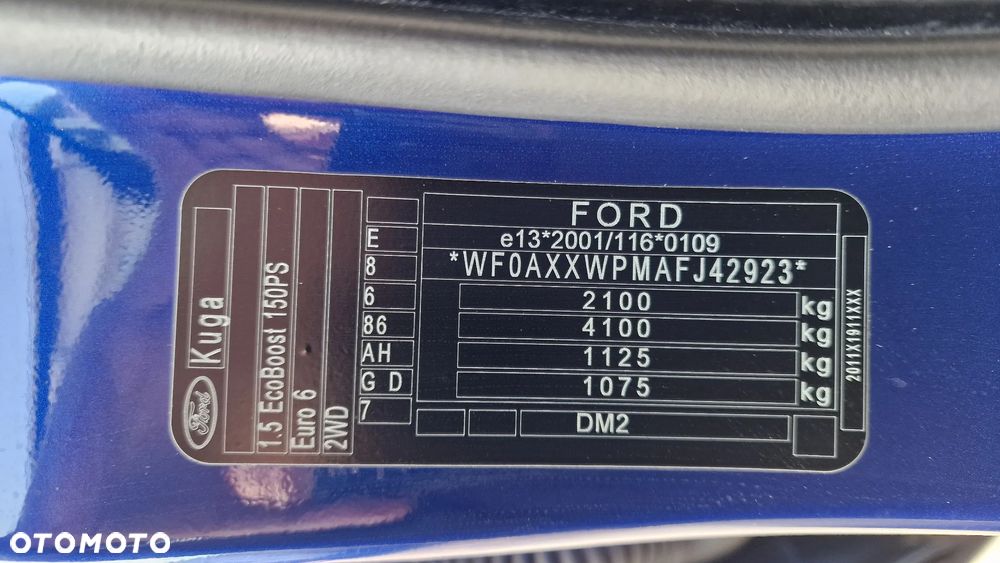 FORD
e13*2001/116*0109
*WF0AXXWPMAFJ42923*
2100 kg
4100 kg
1125 kg
1075 kg
DM2
E
8
6
86
AH
G D
7
Ford
Kuga
1.5 EcoBoost 150PS
Euro 6
2WD
2011X1911XXX
OTOMOTO